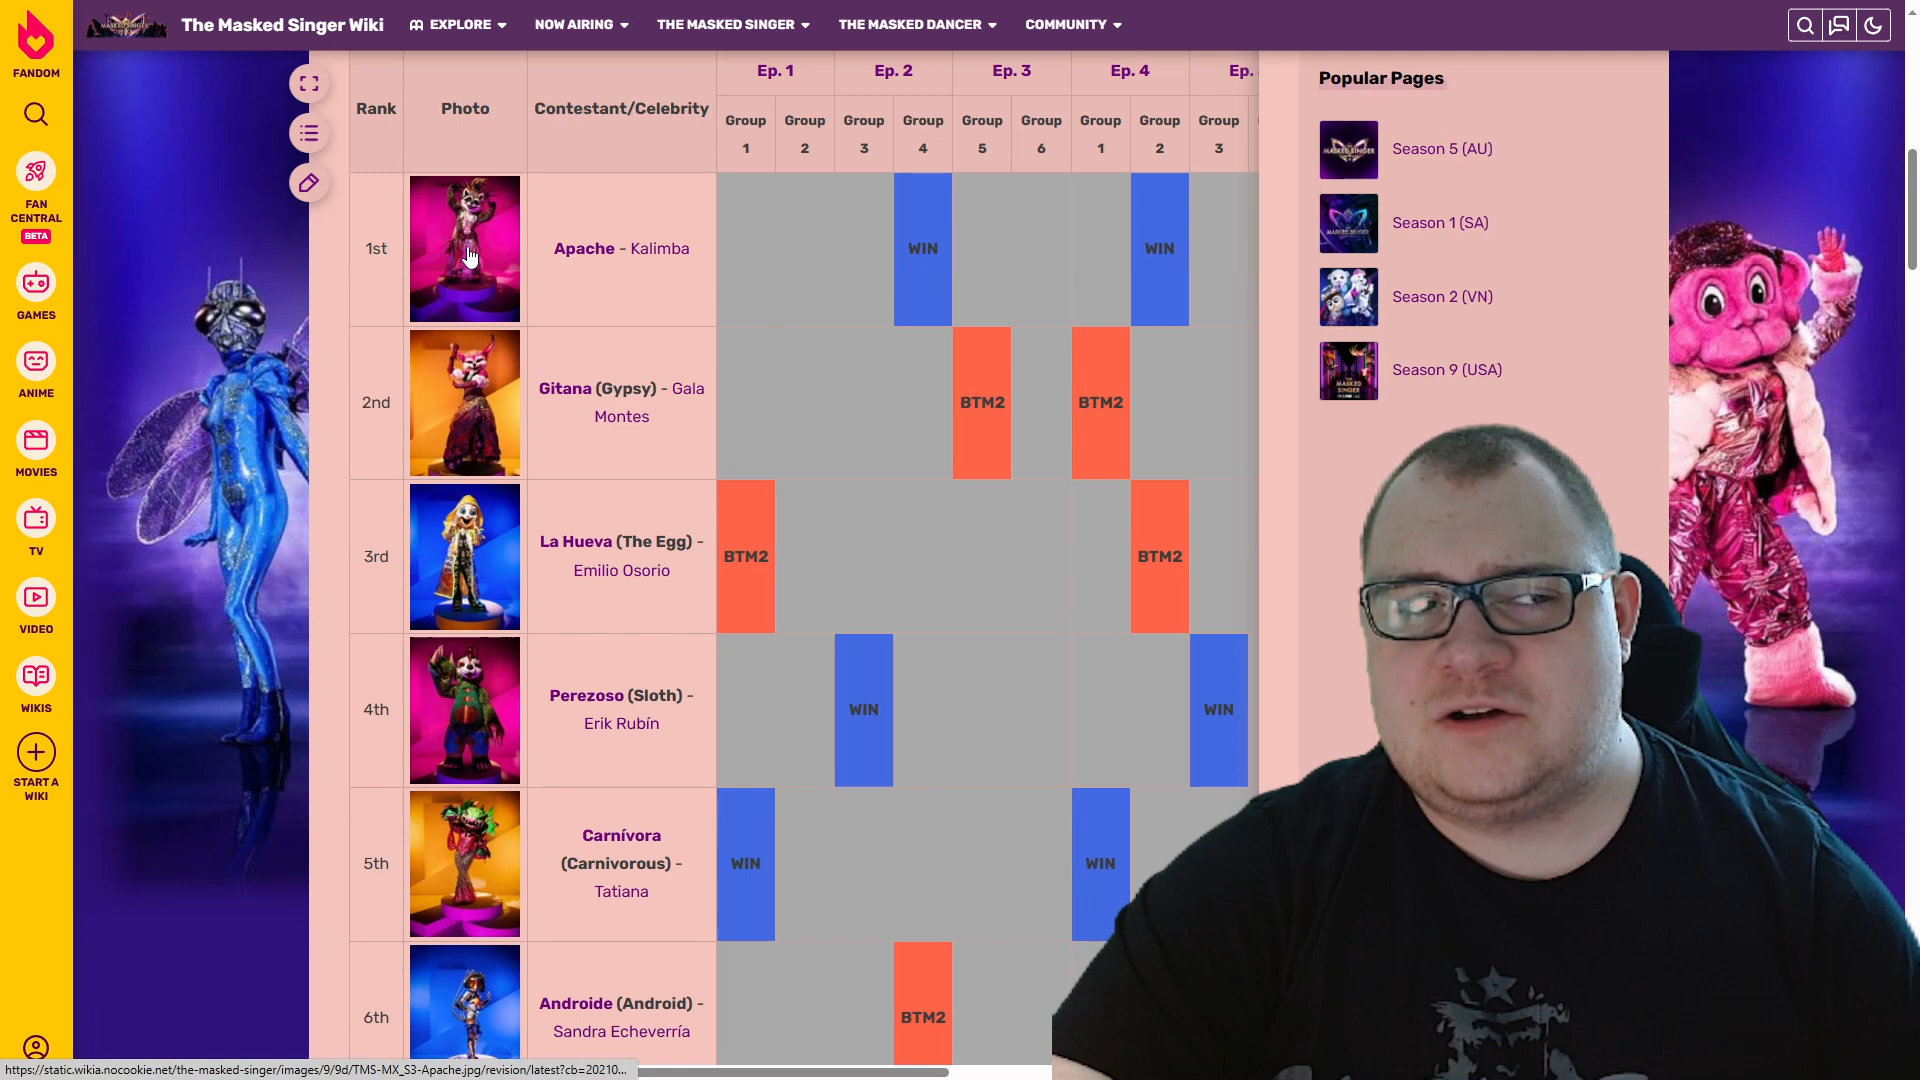 FANDOM
FAN
CENTRAL
BETA
GAMES
ANIME
MOVIES
TV
VIDEO
WIKIS
START A
WIKI
The Masked Singer Wiki
EXPLORE
NOW AIRING
THE MASKED SINGER
THE MASKED DANCER
COMMUNITY
Rank
Photo
Contestant/Celebrity
Ep. 1
Ep. 2
Ep. 3
Ep. 4
Ep.
Group
1
Group
2
Group
3
Group
4
Group
5
Group
6
Group
1
Group
2
Group
3
1st
Apache - Kalimba
WIN
WIN
2nd
Gitana (Gypsy) - Gala
Montes
BTM2
BTM2
3rd
La Hueva (The Egg) -
Emilio Osorio
BTM2
BTM2
4th
Perezoso (Sloth) -
Erik Rubín
WIN
WIN
5th
Carnívora
(Carnivorous) -
Tatiana
WIN
WIN
6th
Androide (Android) -
Sandra Echeverría
BTM2
Popular Pages
MASKED SINGER
Season 5 (AU)
MASKED SINGER
Season 1 (SA)
Season 2 (VN)
MASKED
SINGER
Season 9 (USA)
https://static.wikia.nocookie.net/the-masked-singer/images/9/9d/TMS-MX_S3-Apache.jpg/revision/latest?cb=20210...